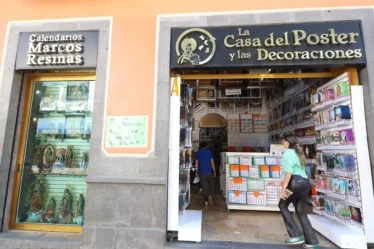 Calendarios
Marcos
Resinas
La
Casa del Poster
y las Decoraciones